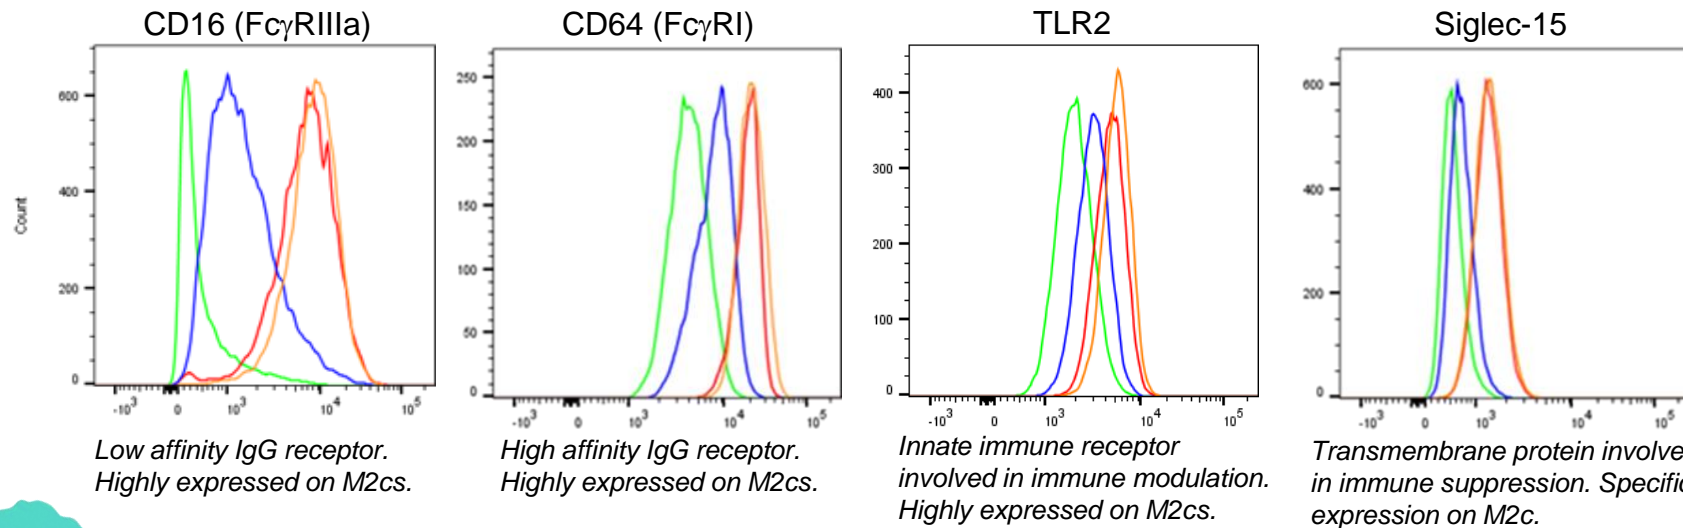 CD16 (FcγRIIIa)
CD64 (FcγRI)
TLR2
Siglec-15
Count
600
400
200
0
-10³ 0 10³ 10⁴ 10⁵
250
200
150
100
50
0
-10³ 0 10³ 10⁴ 10⁵
400
300
200
100
0
-10³ 0 10³ 10⁴ 10⁵
600
400
200
0
-10³ 0 10³ 10⁴ 10⁵
Low affinity IgG receptor.
Highly expressed on M2cs.
High affinity IgG receptor.
Highly expressed on M2cs.
Innate immune receptor
involved in immune modulation.
Highly expressed on M2cs.
Transmembrane protein involve
in immune suppression. Specific
expression on M2c.